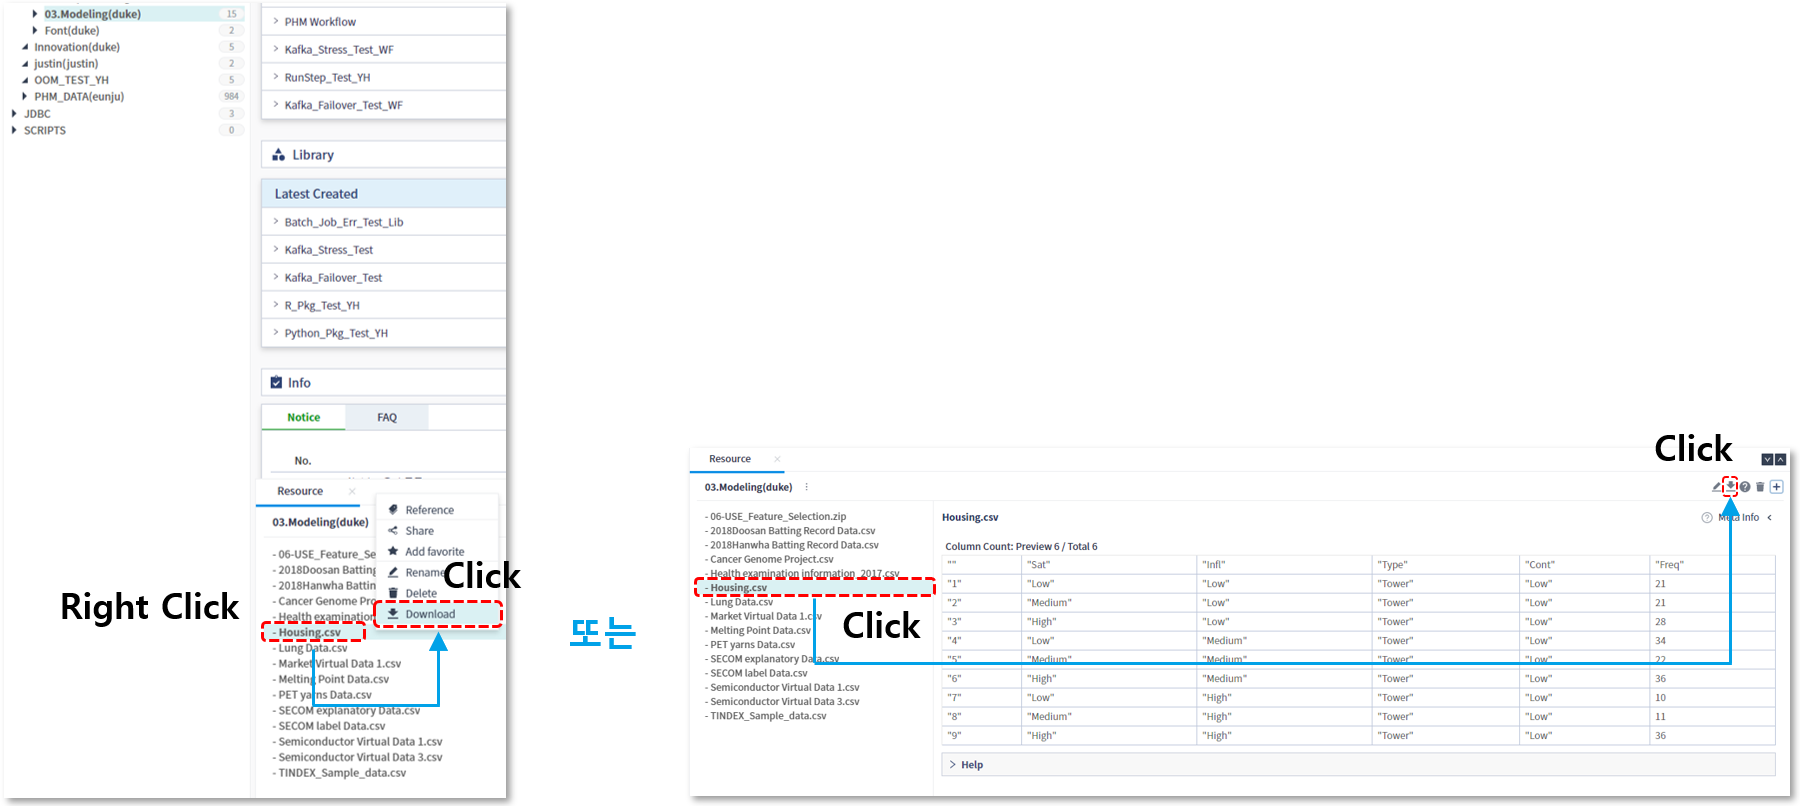 03.Modeling(duke) 15
Font(duke) 2
Innovation(duke) 5
justin(justin) 2
OOM_TEST_YH 5
PHM_DATA(eunju) 984
JDBC 3
SCRIPTS 0
PHM Workflow
Kafka_Stress_Test_WF
RunStep_Test_YH
Kafka_Failover_Test_WF
Library
Latest Created
Batch_Job_Err_Test_Lib
Kafka_Stress_Test
Kafka_Failover_Test
R_Pkg_Test_YH
Python_Pkg_Test_YH
Info
Notice FAQ
No.
Resource
03.Modeling(duke)
- 06-USE_Feature_Se
- 2018Doosan Batting
- 2018Hanwha Batting
- Cancer Genome Proj
- Health examination
- Housing.csv
- Lung Data.csv
- Market Virtual Data 1.csv
- Melting Point Data.csv
- PET yarns Data.csv
- SECOM explanatory Data.csv
- SECOM label Data.csv
- Semiconductor Virtual Data 1.csv
- Semiconductor Virtual Data 3.csv
- TINDEX_Sample_data.csv
Reference
Share
Add favorite
Rename
Delete
Download
Click
Right Click
또는
Click
Resource
03.Modeling(duke)
- 06-USE_Feature_Selection.zip
- 2018Doosan Batting Record Data.csv
- 2018Hanwha Batting Record Data.csv
- Cancer Genome Project.csv
- Health examination information_2017.csv
- Housing.csv
- Lung Data.csv
- Market Virtual Data 1.csv
- Melting Point Data.csv
- PET yarns Data.csv
- SECOM explanatory Data.csv
- SECOM label Data.csv
- Semiconductor Virtual Data 1.csv
- Semiconductor Virtual Data 3.csv
- TINDEX_Sample_data.csv
Click
Housing.csv
Meta Info
Column Count: Preview 6 / Total 6
"" "Sat" "Infl" "Type" "Cont" "Freq"
"1" "Low" "Low" "Tower" "Low" 21
"2" "Medium" "Low" "Tower" "Low" 21
"3" "High" "Low" "Tower" "Low" 28
"4" "Low" "Medium" "Tower" "Low" 34
"5" "Medium" "Medium" "Tower" "Low" 22
"6" "High" "Medium" "Tower" "Low" 36
"7" "Low" "High" "Tower" "Low" 10
"8" "Medium" "High" "Tower" "Low" 11
"9" "High" "High" "Tower" "Low" 36
Help